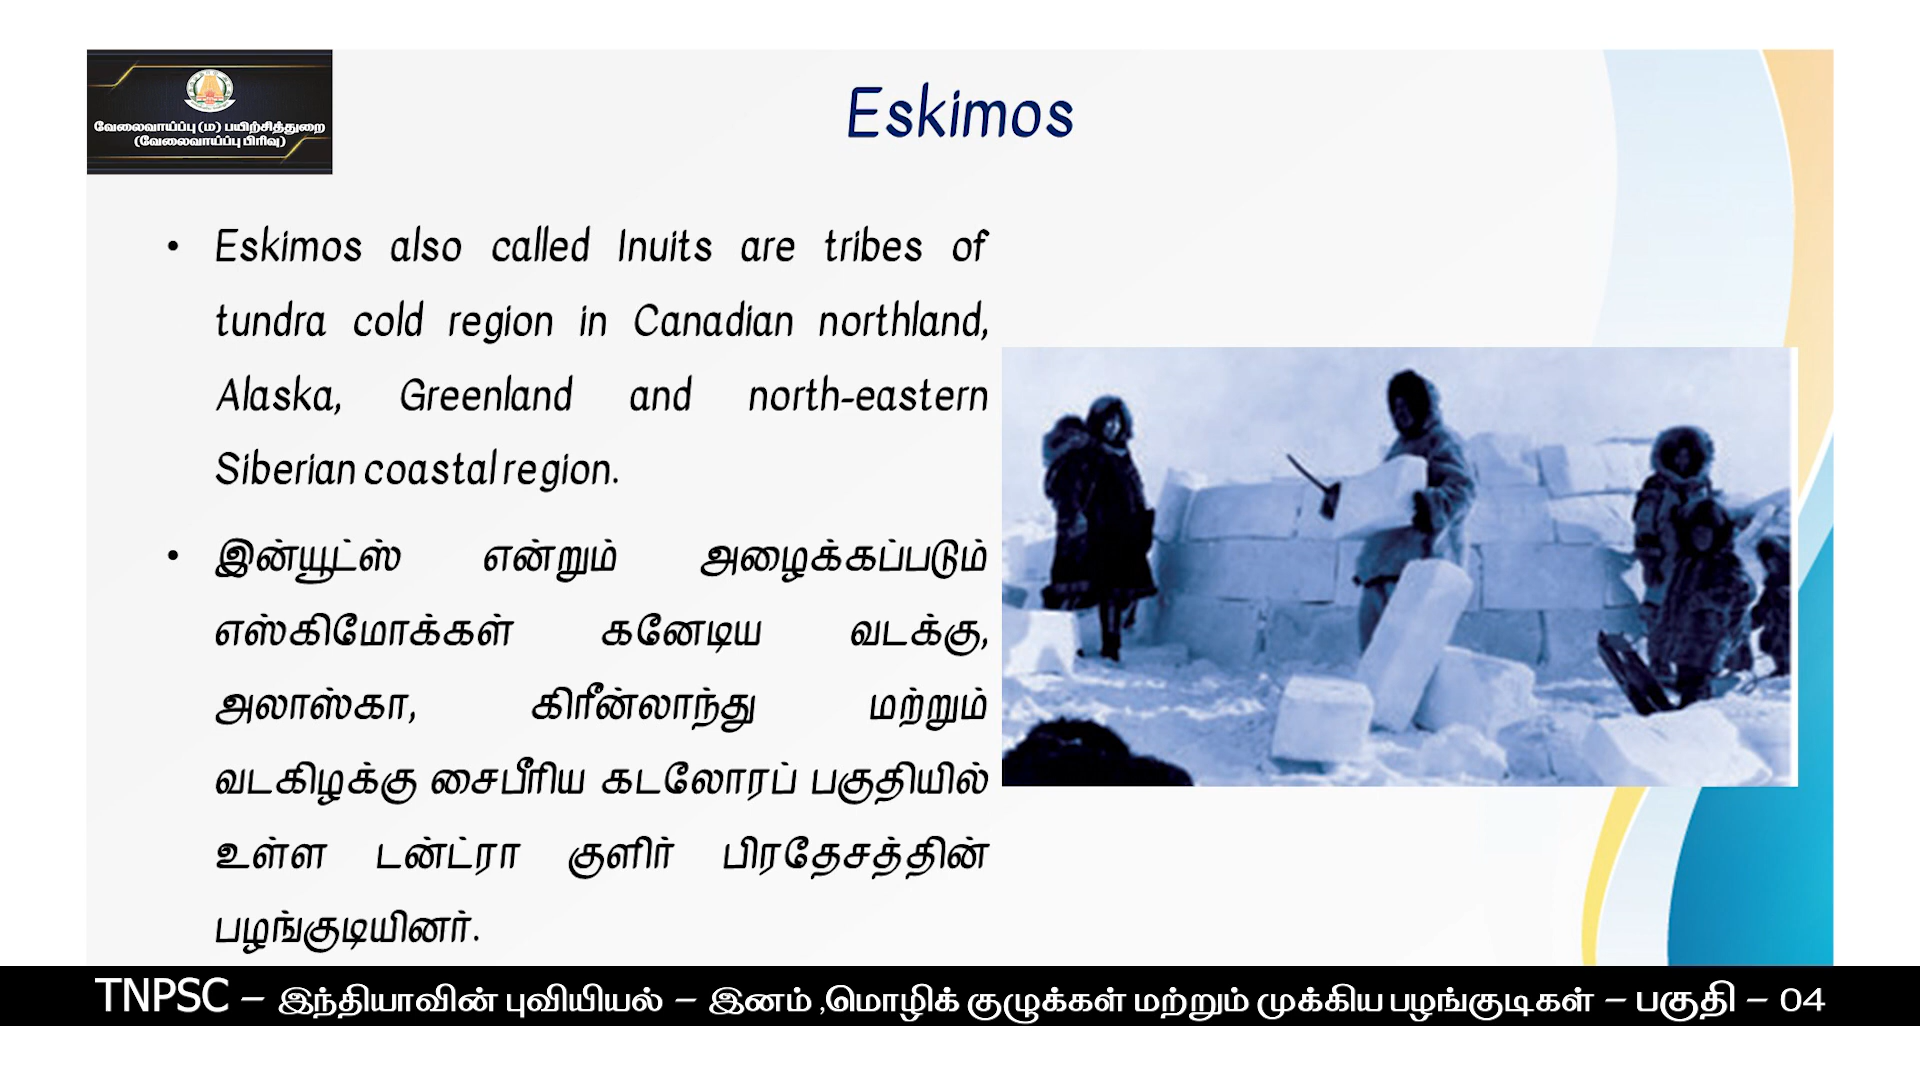 வேலைவாய்ப்பு (ம) பயிற்சித்துறை
(வேலைவாய்ப்பு பிரிவு)
Eskimos
• Eskimos also called Inuits are tribes of
tundra cold region in Canadian northland,
Alaska, Greenland and north-eastern
Siberian coastal region.
• இன்யூட்ஸ் என்றும் அழைக்கப்படும்
எஸ்கிமோக்கள் கனேடிய வடக்கு,
அலாஸ்கா, கிரீன்லாந்து மற்றும்
வடகிழக்கு சைபீரிய கடலோரப் பகுதியில்
உள்ள டன்ட்ரா குளிர் பிரதேசத்தின்
பழங்குடியினர்.
TNPSC – இந்தியாவின் புவியியல் – இனம் ,மொழிக் குழுக்கள் மற்றும் முக்கிய பழங்குடிகள் – பகுதி – 04